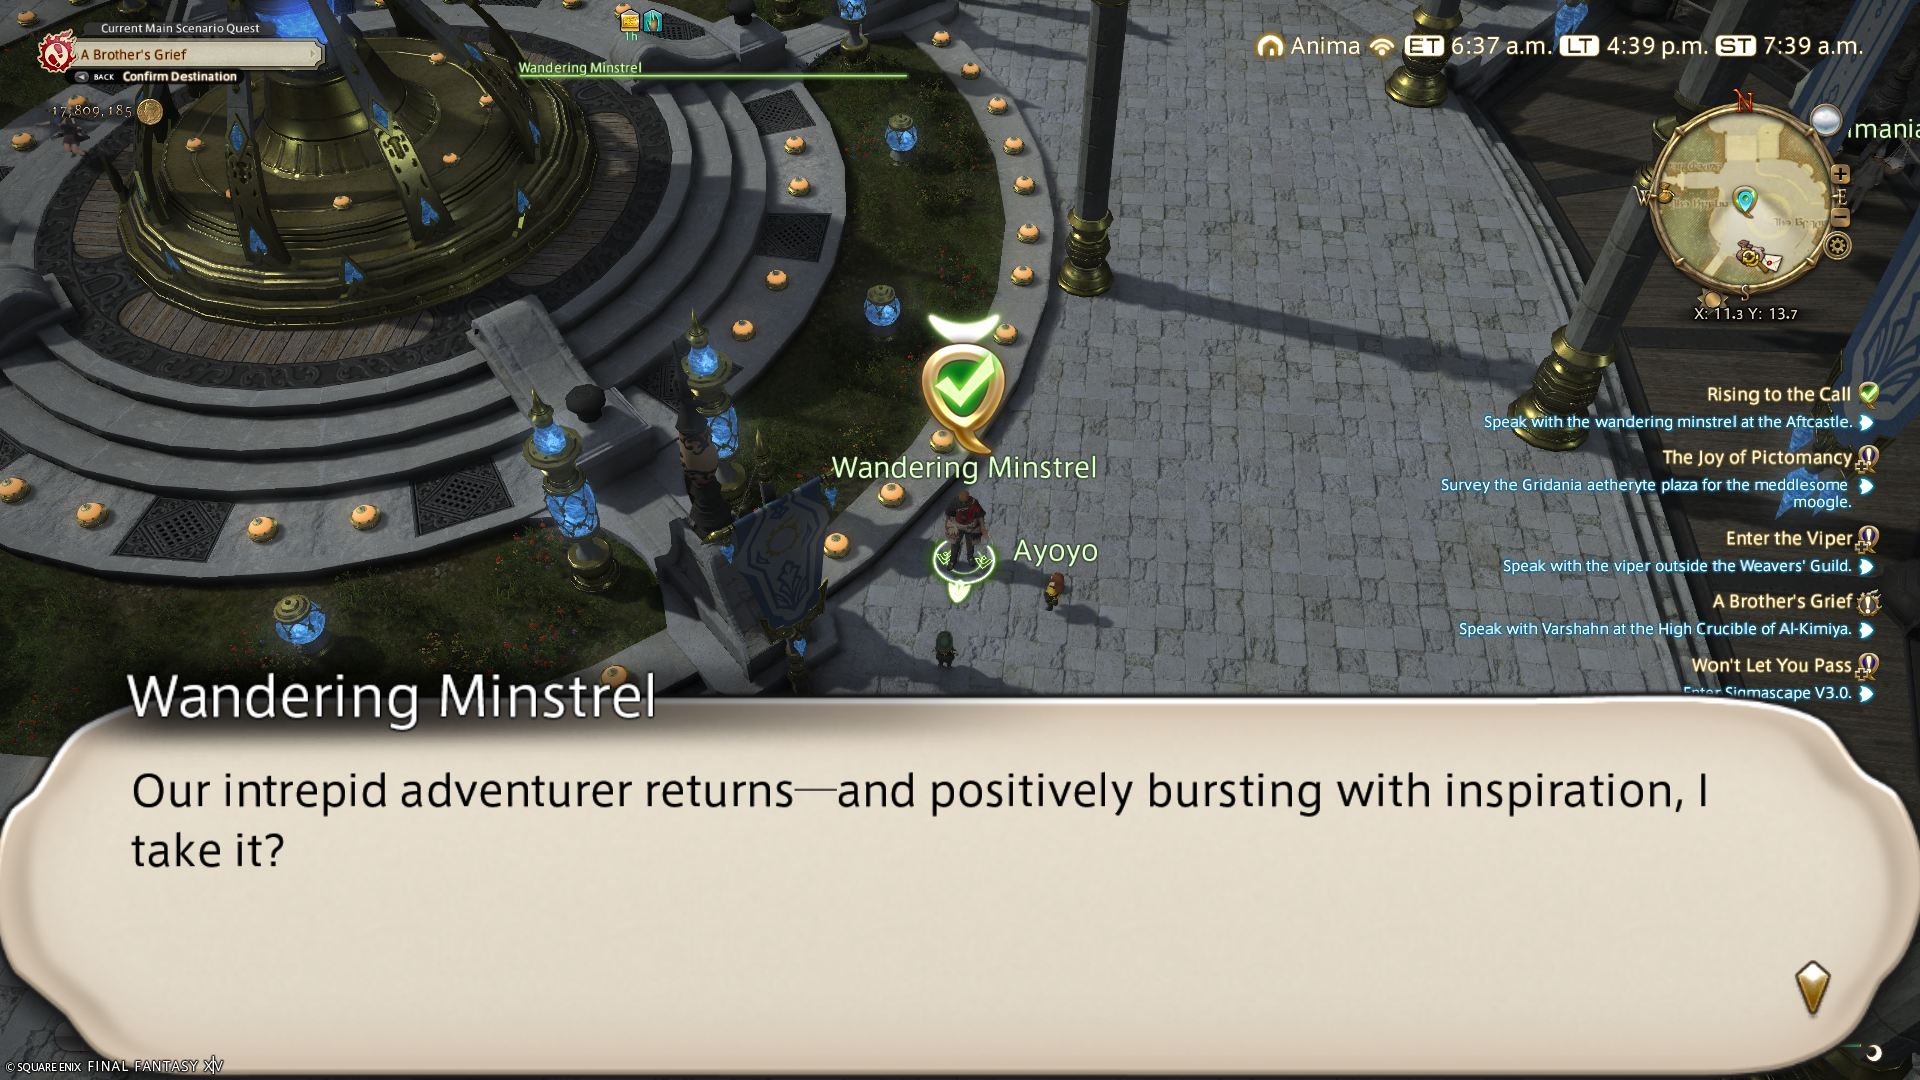 Current Main Scenario Quest
A Brother's Grief
BACK Confirm Destination
17,809,185
1h
Wandering Minstrel
Anima ET 6:37 a.m. LT 4:39 p.m. ST 7:39 a.m.
N
W
E
S
X: 11.3 Y: 13.7
Rising to the Call
Speak with the wandering minstrel at the Aftcastle.
The Joy of Pictomancy
Survey the Gridania aetheryte plaza for the meddlesome
moogle.
Enter the Viper
Speak with the viper outside the Weavers' Guild.
A Brother's Grief
Speak with Varshahn at the High Crucible of Al-Kimiya.
Won't Let You Pass
Enter Sigmascape V3.0.
Wandering Minstrel
Ayoyo
Wandering Minstrel
Our intrepid adventurer returns—and positively bursting with inspiration, I
take it?
© SQUARE ENIX FINAL FANTASY XIV